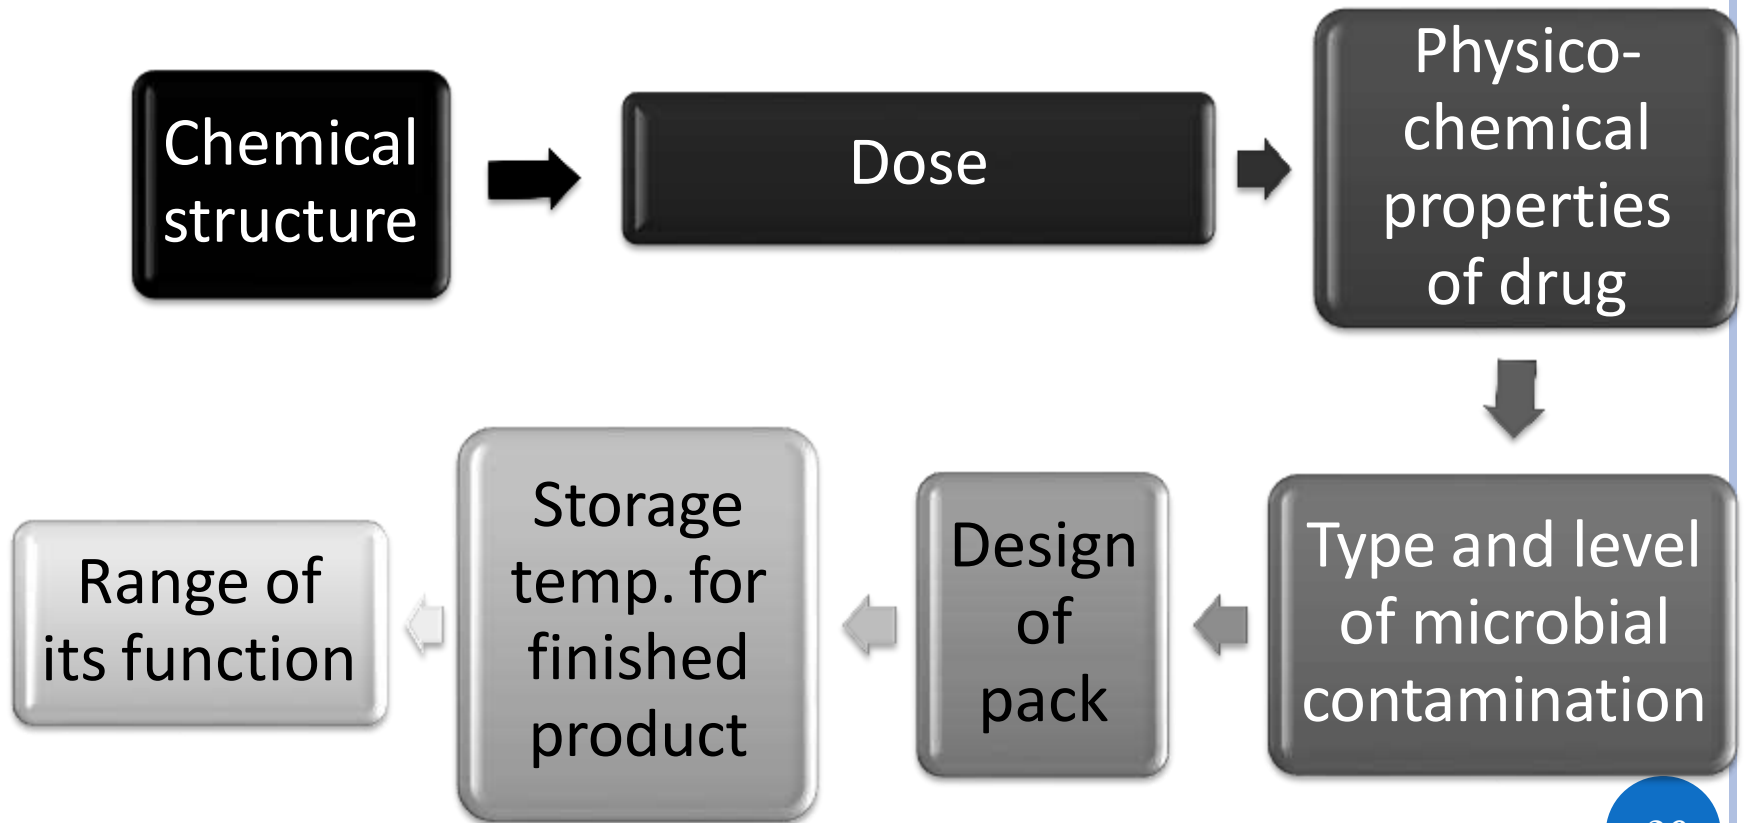 Chemical
structure
Dose
Physico-
chemical
properties
of drug
Type and level
of microbial
contamination
Design
of
pack
Storage
temp. for
finished
product
Range of
its function